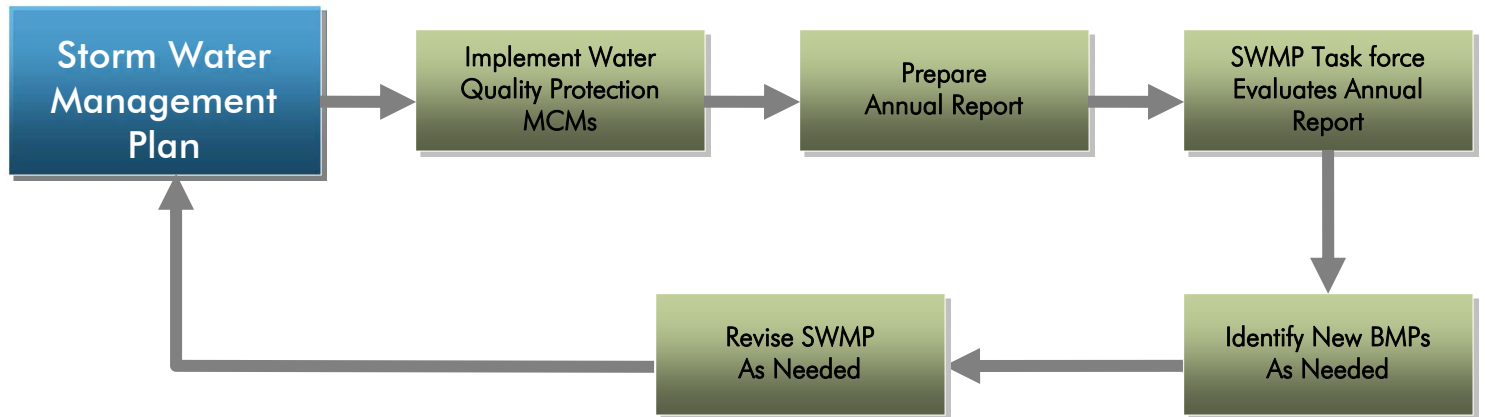 Storm Water
Management
Plan
Implement Water
Quality Protection
MCMs
Prepare
Annual Report
SWMP Task force
Evaluates Annual
Report
Identify New BMPs
As Needed
Revise SWMP
As Needed